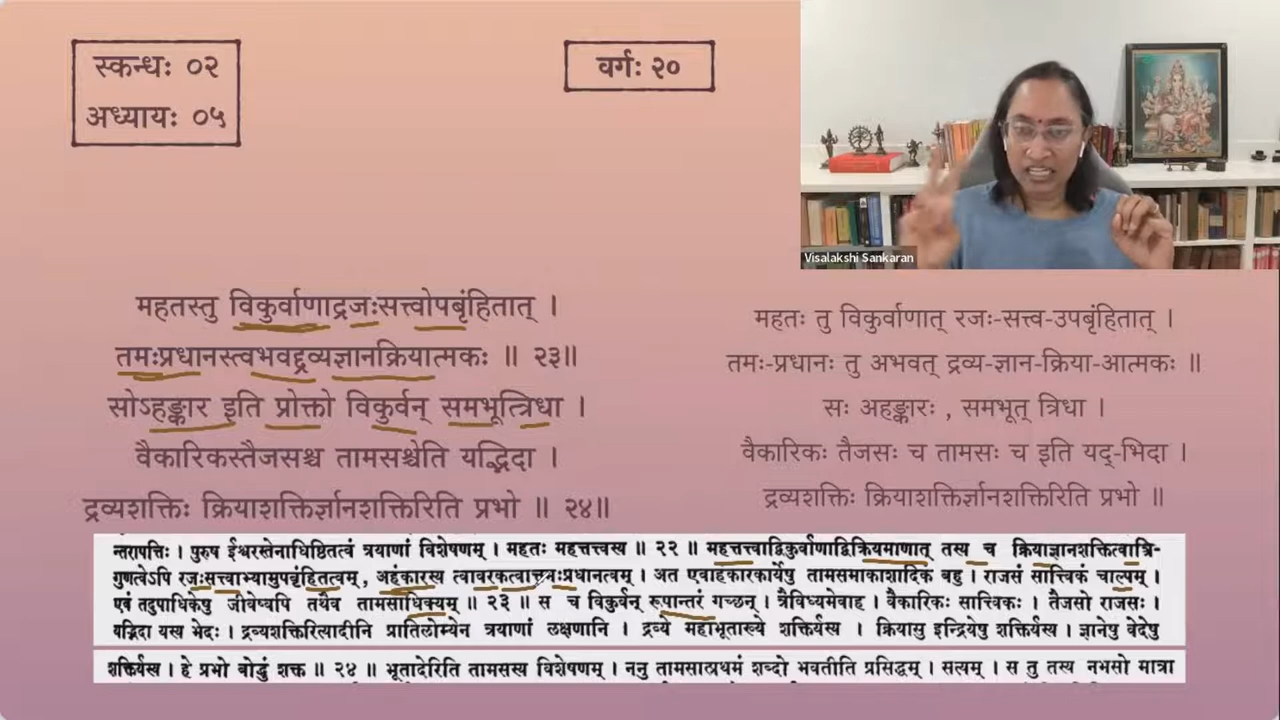 स्कन्धः ०२
अध्यायः ०५
वर्गः २०
Visalakshi Sankaran
महतस्तु विकुर्वाणाद्रजःसत्त्वोपबृंहितात् ।
तमःप्रधानस्त्वभवद्द्रव्यज्ञानक्रियात्मकः ॥ २३॥
सोऽहङ्कार इति प्रोक्तो विकुर्वन् समभूत्त्रिधा ।
वैकारिकस्तैजसश्च तामसश्चेति यद्भिदा ।
द्रव्यशक्तिः क्रियाशक्तिर्ज्ञानशक्तिरिति प्रभो ॥ २४॥
महतः तु विकुर्वाणात् रजः-सत्त्व-उपबृंहितात् ।
तमः-प्रधानः तु अभवत् द्रव्य-ज्ञान-क्रिया-आत्मकः ॥
सः अहङ्कारः , समभूत् त्रिधा ।
वैकारिकः तैजसः च तामसः च इति यद्-भिदा ।
द्रव्यशक्तिः क्रियाशक्तिर्ज्ञानशक्तिरिति प्रभो ॥
न्तरापत्तिः । पुरुष ईश्वरस्तेनाधिष्ठितत्वं त्रयाणां विशेषणम् । महतः महत्तत्त्वस्य ॥ २२ ॥ महत्तत्त्वाद्विकुर्वाणाद्विक्रियमाणात् तस्य च क्रियाज्ञानशक्तित्वात्रि-
गुणत्वेऽपि रजःसत्त्वाभ्यामुपबृंहितत्वम् , अहंकारस्य त्वावरकत्वात्तमःप्रधानत्वम् । अत एवाहंकारकार्येषु तामसमाकाशादिकं बहु । राजसं सात्त्विकं चाल्पम् ।
एवं तदुपाधिकेषु जीवेष्वपि तथैव तामसाधिक्यम् ॥ २३ ॥ स च विकुर्वन् रूपान्तरं गच्छन् । त्रैविध्यमेवाह । वैकारिकः सात्त्विकः । तैजसो राजसः ।
यद्भिदा यस्य भेदः । द्रव्यशक्तिरित्यादीनि प्रातिलोम्येन त्रयाणां लक्षणानि । द्रव्ये महाभूताख्ये शक्तिर्यस्य । क्रियासु इन्द्रियेषु शक्तिर्यस्य । ज्ञानेषु वेदेषु
शक्तिर्यस्य । हे प्रभो बोद्धुं शक्त ॥ २४ ॥ भूतादेरिति तामसस्य विशेषणम् । ननु तामसात्प्रथमं शब्दो भवतीति प्रसिद्धम् । सत्यम् । स तु तस्य नभसो मात्रा